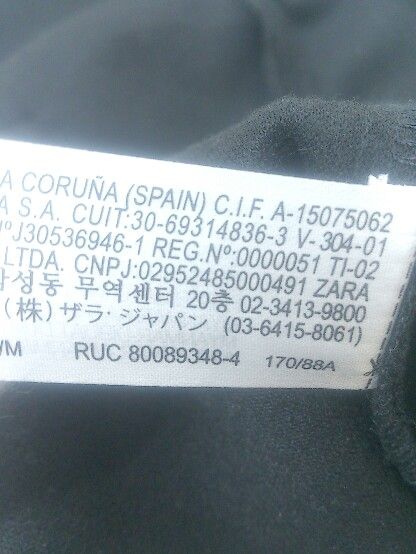 A CORUÑA (SPAIN) C.I.F. A-15075062
A S.A. CUIT:30-69314836-3 V-304-01
Nº J30536946-1 REG.Nº:0000051 TI-02
LTDA. CNPJ:02952485000491 ZARA
삼성동 무역센터 20층 02-3413-9800
(株) ザラ・ジャパン (03-6415-8061)
/M RUC 80089348-4 170/88A